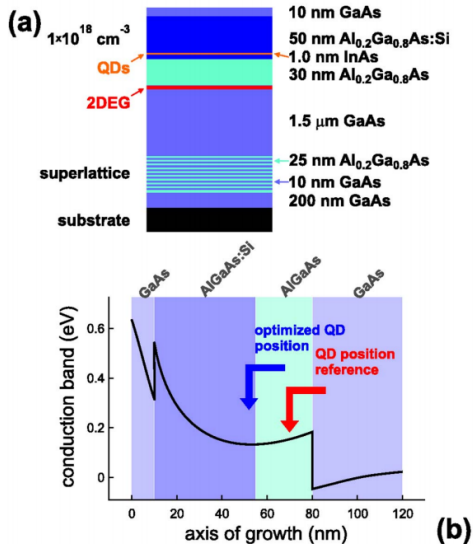 (a)
10 nm GaAs
1×10¹⁸ cm⁻³
50 nm Al₀.₂Ga₀.₈As:Si
QDs
1.0 nm InAs
30 nm Al₀.₂Ga₀.₈As
2DEG
1.5 μm GaAs
superlattice
25 nm Al₀.₂Ga₀.₈As
10 nm GaAs
200 nm GaAs
substrate
GaAs
AlGaAs:Si
AlGaAs
GaAs
optimized QD
position
QD position
reference
conduction band (eV)
0.6
0.4
0.2
0
0
20
40
60
80
100
120
axis of growth (nm)
(b)